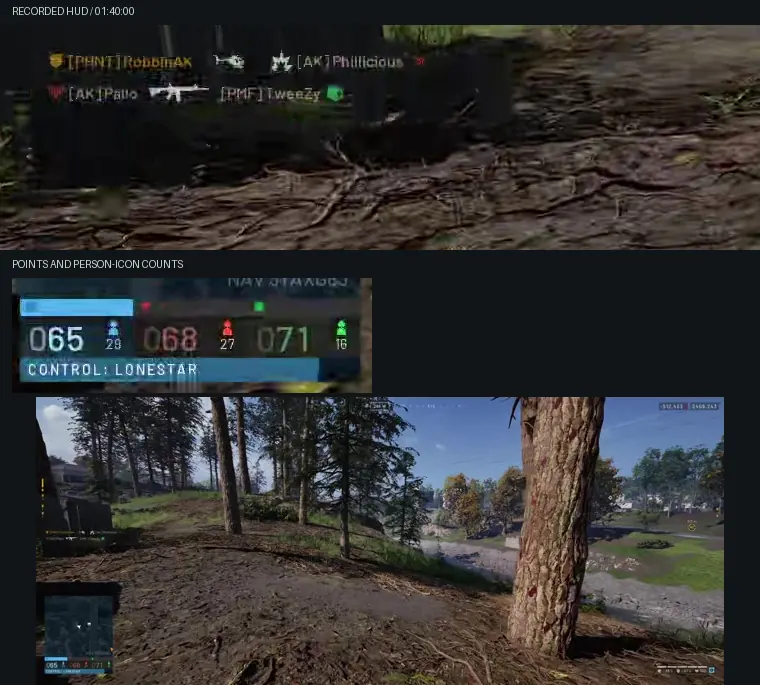 RECORDED HUD / 01:40:00
[PHNT]RobbinAK [AK]Phillicious
[AK]Pallo [PMF]TweeZy
POINTS AND PERSON-ICON COUNTS
065 29 068 27 071 16
CONTROL: LONESTAR